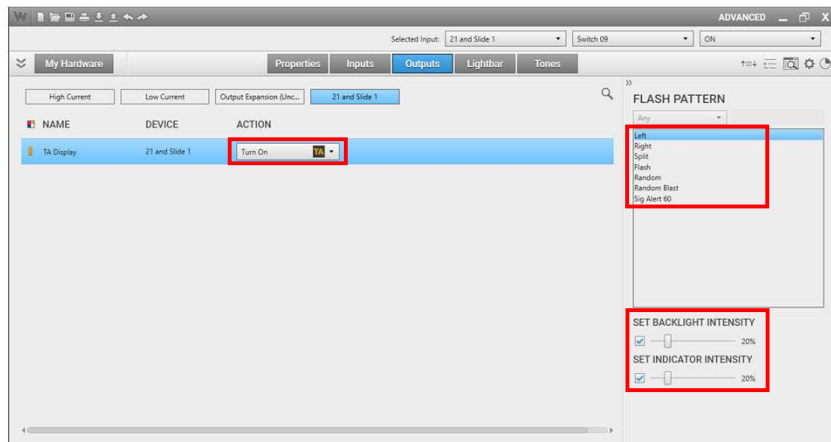 W ADVANCED X
Selected Input: 21 and Slide 1 Switch 09 ON
My Hardware Properties Inputs Outputs Lightbar Tones
High Current Low Current Output Expansion (Unc... 21 and Slide 1
NAME DEVICE ACTION
TA Display 21 and Slide 1 Turn On TA
FLASH PATTERN
Any
Left
Right
Split
Flash
Random
Random Blast
Sig Alert 60
SET BACKLIGHT INTENSITY
20%
SET INDICATOR INTENSITY
20%